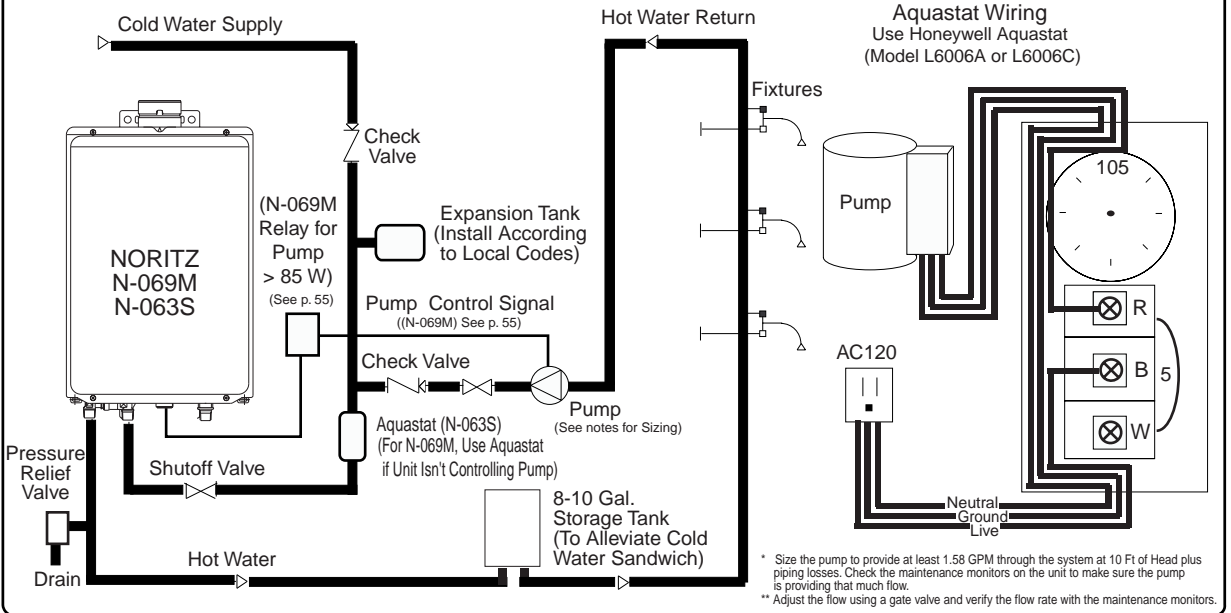 Cold Water Supply
Hot Water Return
Aquastat Wiring
Use Honeywell Aquastat
(Model L6006A or L6006C)
Fixtures
Check
Valve
(N-069M
Relay for
Pump
> 85 W)
(See p. 55)
Expansion Tank
(Install According
to Local Codes)
NORITZ
N-069M
N-063S
Pump Control Signal
((N-069M) See p. 55)
Check Valve
Pump
(See notes for Sizing)
Aquastat (N-063S)
(For N-069M, Use Aquastat
if Unit Isn't Controlling Pump)
Pressure
Relief
Valve
Shutoff Valve
8-10 Gal.
Storage Tank
(To Alleviate Cold
Water Sandwich)
Hot Water
Drain
Pump
105
R
B
5
W
AC120
Neutral
Ground
Live
* Size the pump to provide at least 1.58 GPM through the system at 10 Ft of Head plus
piping losses. Check the maintenance monitors on the unit to make sure the pump
is providing that much flow.
** Adjust the flow using a gate valve and verify the flow rate with the maintenance monitors.